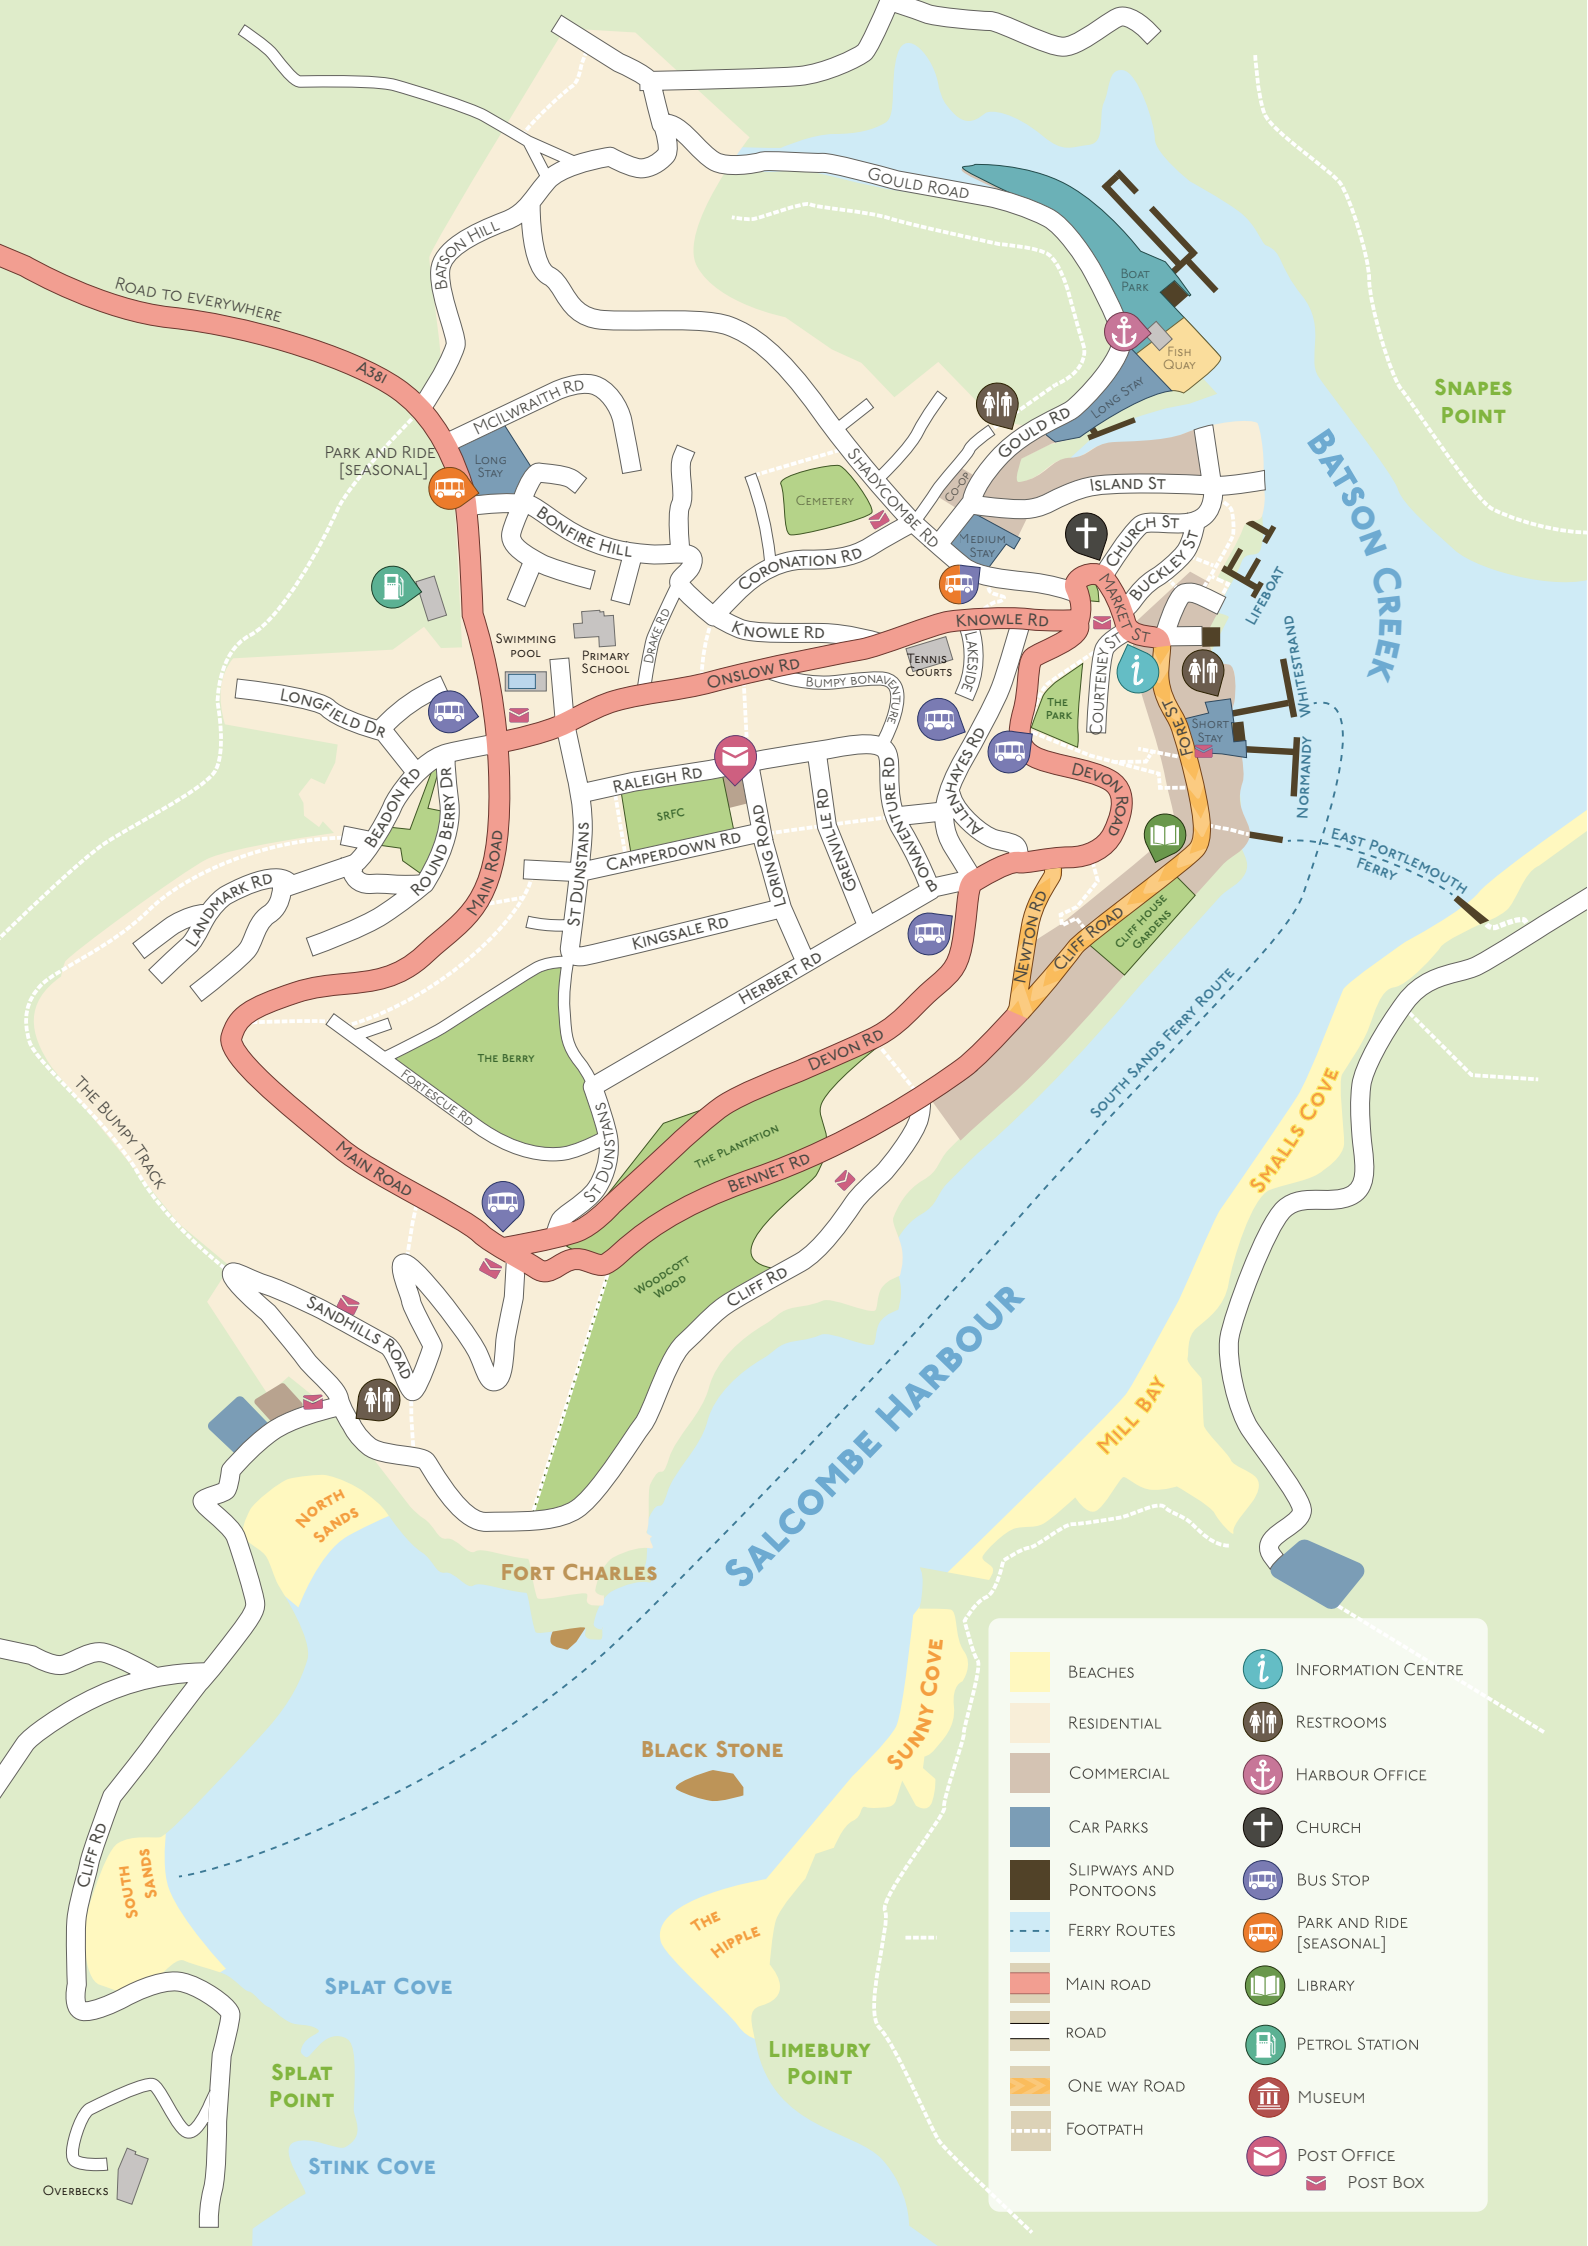 Gould Road
Batson Hill
Road to everywhere
Boat
Park
A381
Fish
Quay
McIlwraith Rd
Long Stay
Snapes
Point
Gould Rd
Park and Ride
[Seasonal]
Long
Stay
Shadycombe Rd
Co-op
Cemetery
Island St
Batson Creek
Bonfire Hill
Church St
Medium
Stay
Buckley St
Coronation Rd
Market St
Lifeboat
Knowle Rd
Knowle Rd
Drake Rd
Swimming
pool
Primary
School
Tennis
Courts
Lakeside
Courteney St
Whitestrand
Onslow Rd
Bumpy Bonaventure
Longfield Dr
The
Park
Fore St
Short
Stay
Allenhayes Rd
Normandy
Raleigh Rd
Devon Road
SRFC
Beadon Rd
Round Berry Dr
Main Road
St Dunstans
Camperdown Rd
Loring Road
Grenville Rd
Bonaventure Rd
East Portlemouth
Ferry
Landmark Rd
Newton Rd
Cliff Road
Cliff House
Gardens
Kingsale Rd
Herbert Rd
South Sands Ferry Route
The Berry
Devon Rd
Fortescue Rd
The Bumpy Track
Smalls Cove
The Plantation
Main Road
St Dunstans
Bennet Rd
Woodcott
Wood
Cliff Rd
Sandhills Road
Salcombe Harbour
Mill Bay
North
Sands
Fort Charles
Sunny Cove
Black Stone
Cliff Rd
South
Sands
The
Hipple
Splat Cove
Limebury
Point
Splat
Point
Stink Cove
Overbecks
Beaches
Residential
Commercial
Car Parks
Slipways and
Pontoons
Ferry Routes
Main road
road
One way Road
Footpath
Information Centre
Restrooms
Harbour Office
Church
Bus Stop
Park and Ride
[Seasonal]
Library
Petrol Station
Museum
Post Office
Post Box